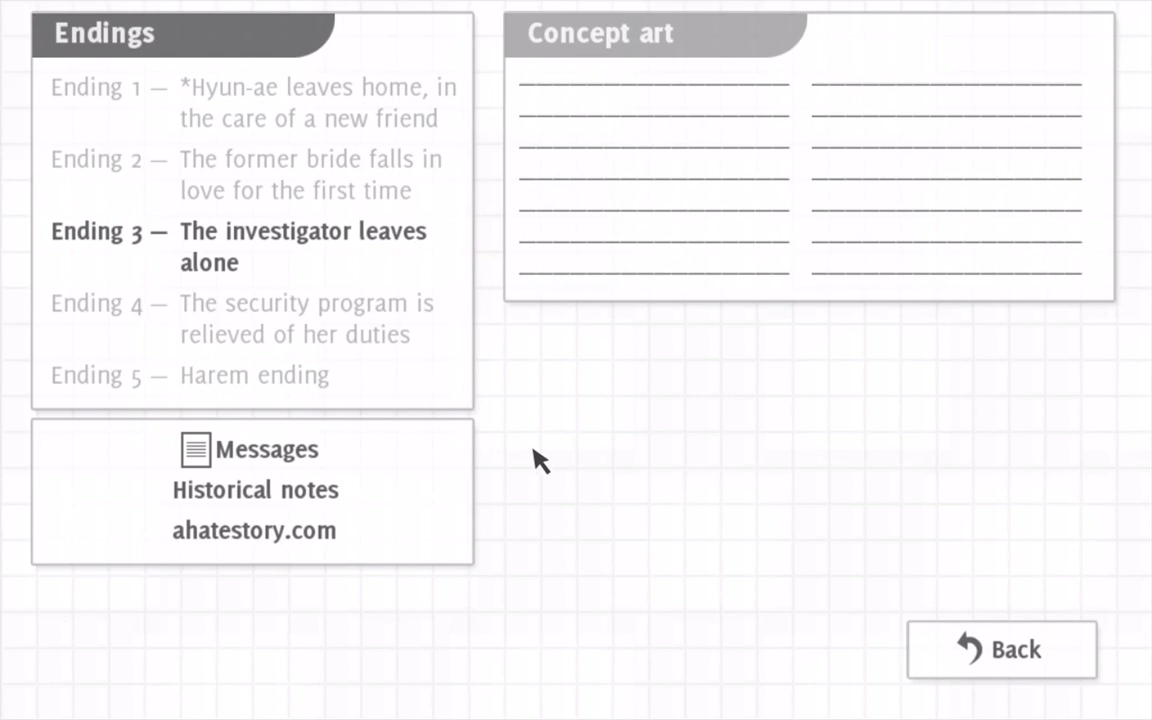 Endings
Ending 1 — *Hyun-ae leaves home, in
the care of a new friend
Ending 2 — The former bride falls in
love for the first time
Ending 3 — The investigator leaves
alone
Ending 4 — The security program is
relieved of her duties
Ending 5 — Harem ending
Messages
Historical notes
ahatestory.com
Concept art
Back